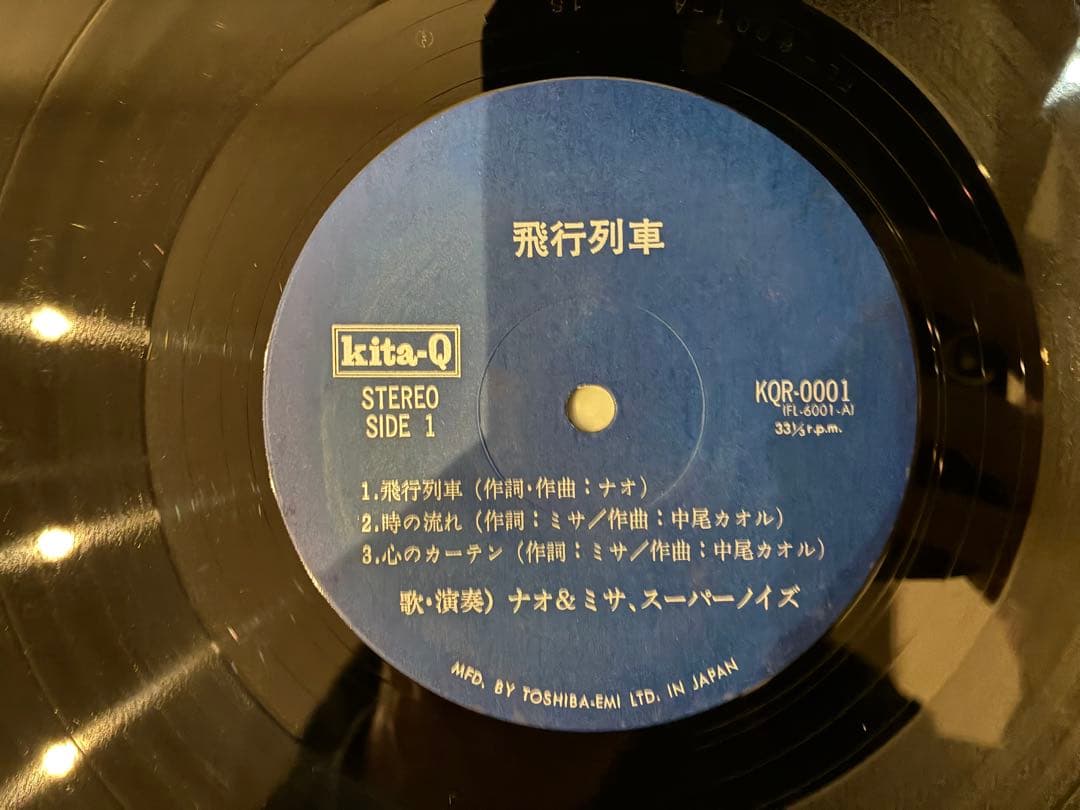 飛行列車
kita-Q
STEREO
SIDE 1
KQR-0001
(FL-6001-A)
33⅓ r.p.m.
1.飛行列車 (作詞・作曲：ナオ)
2.時の流れ (作詞：ミサ／作曲：中尾カオル)
3.心のカーテン (作詞：ミサ／作曲：中尾カオル)
歌・演奏) ナオ&ミサ、スーパーノイズ
MFD. BY TOSHIBA-EMI LTD. IN JAPAN